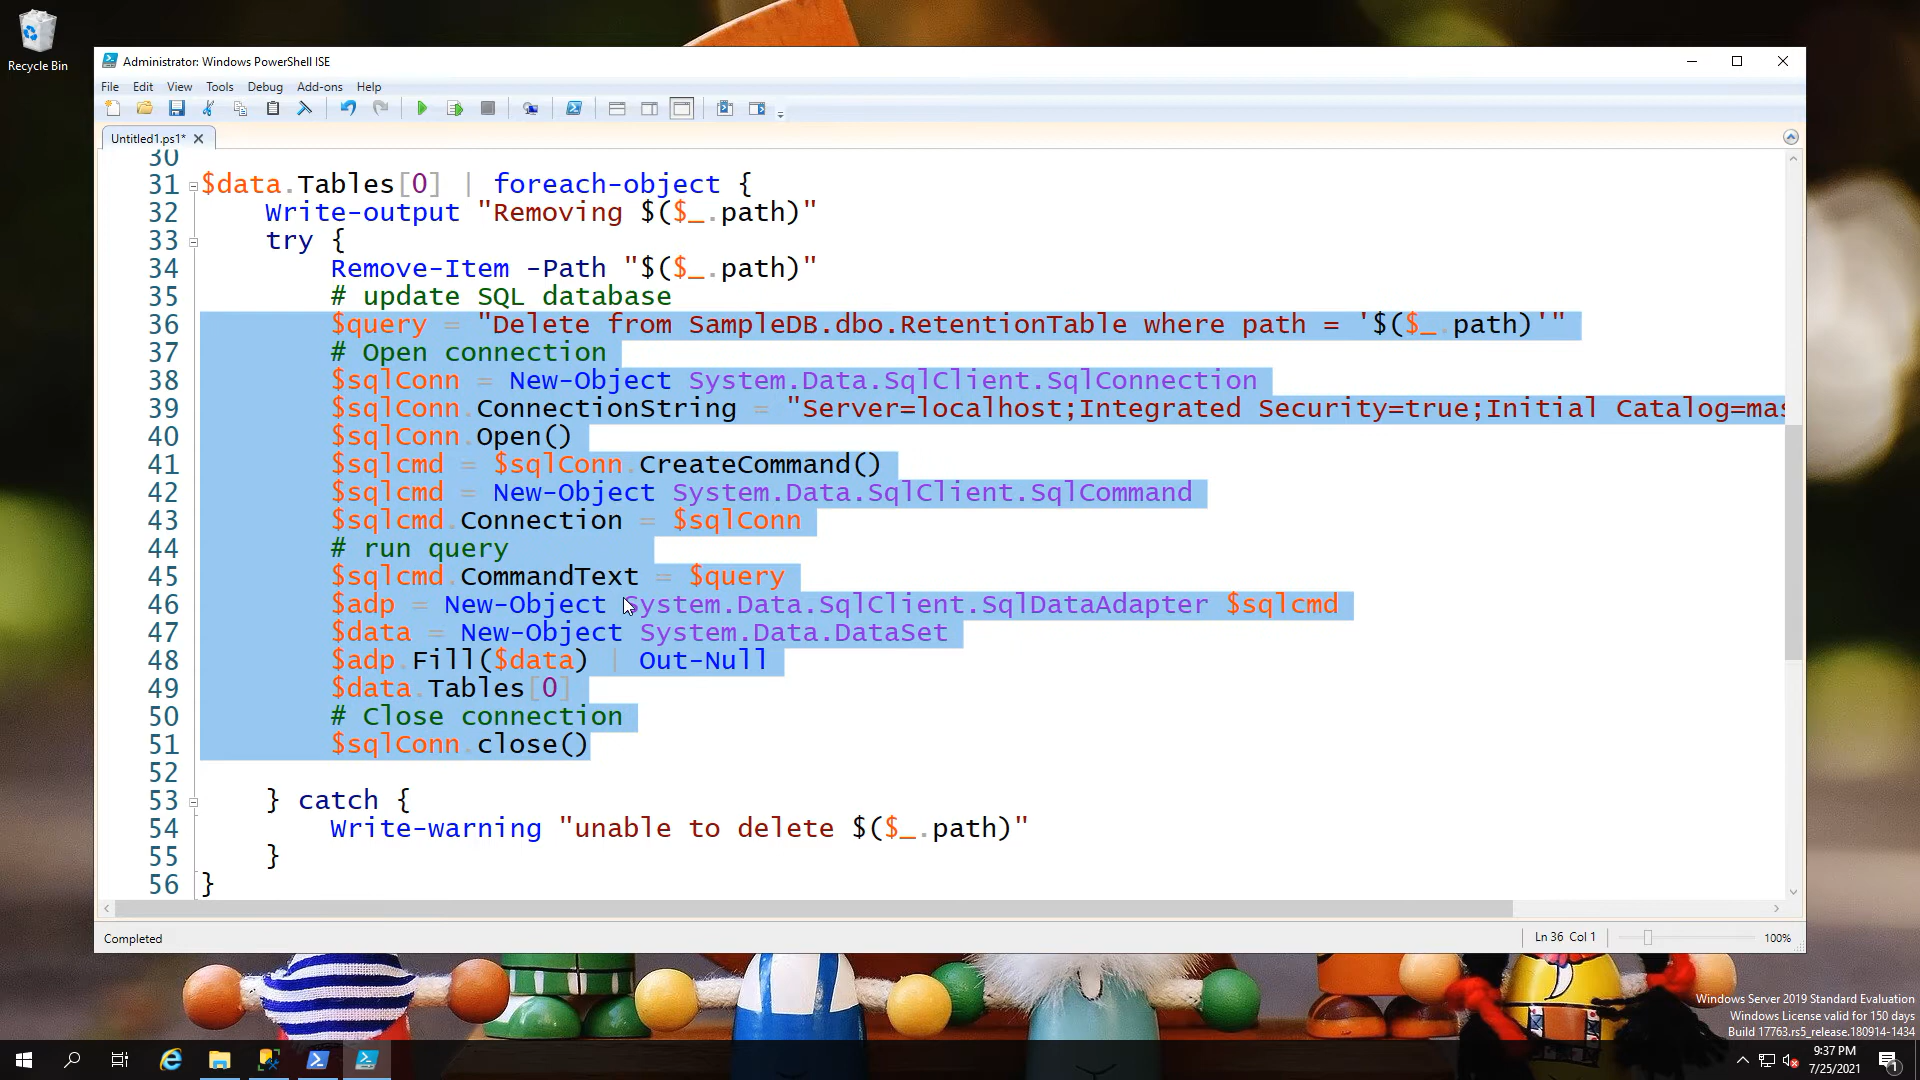 Recycle Bin
Administrator: Windows PowerShell ISE
File Edit View Tools Debug Add-ons Help
Untitled1.ps1*
30
31 $data.Tables[0] | foreach-object {
32 Write-output "Removing $($_.path)"
33 try {
34 Remove-Item -Path "$($_.path)"
35 # update SQL database
36 $query = "Delete from SampleDB.dbo.RetentionTable where path = '$($_.path)'"
37 # Open connection
38 $sqlConn = New-Object System.Data.SqlClient.SqlConnection
39 $sqlConn.ConnectionString = "Server=localhost;Integrated Security=true;Initial Catalog=mas
40 $sqlConn.Open()
41 $sqlcmd = $sqlConn.CreateCommand()
42 $sqlcmd = New-Object System.Data.SqlClient.SqlCommand
43 $sqlcmd.Connection = $sqlConn
44 # run query
45 $sqlcmd.CommandText = $query
46 $adp = New-Object System.Data.SqlClient.SqlDataAdapter $sqlcmd
47 $data = New-Object System.Data.DataSet
48 $adp.Fill($data) | Out-Null
49 $data.Tables[0]
50 # Close connection
51 $sqlConn.close()
52
53 } catch {
54 Write-warning "unable to delete $($_.path)"
55 }
56 }
Completed
Ln 36 Col 1
100%
Windows Server 2019 Standard Evaluation
Windows License valid for 150 days
Build 17763.rs5_release.180914-1434
9:37 PM
7/25/2021
1